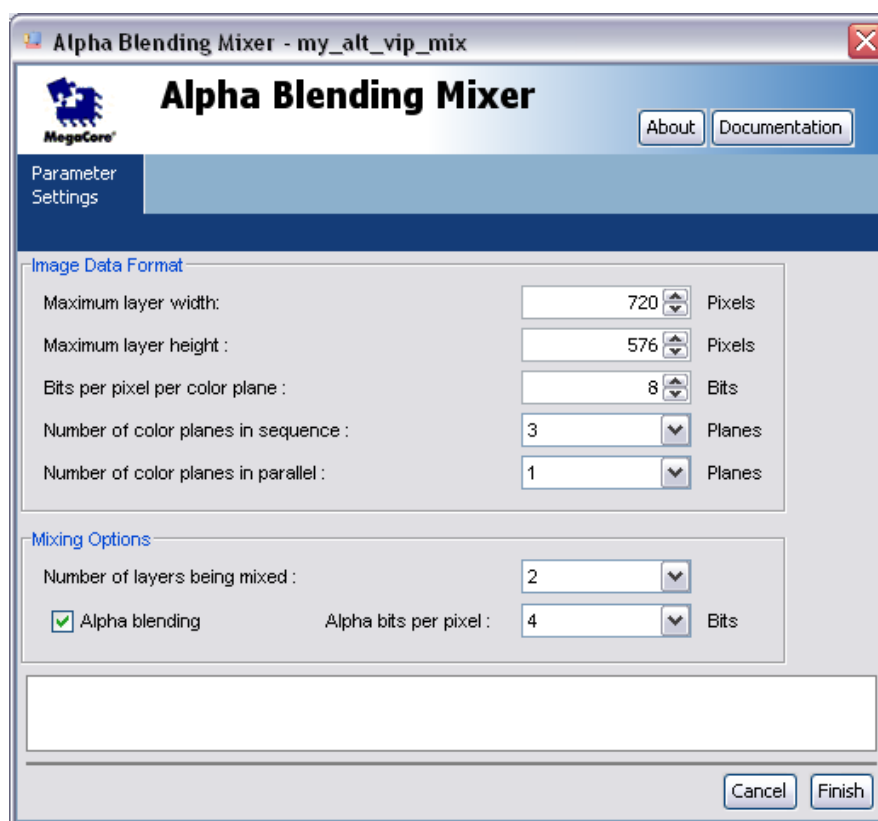 Alpha Blending Mixer - my_alt_vip_mix
MegaCore®
Alpha Blending Mixer
About Documentation
Parameter
Settings
Image Data Format
Maximum layer width: 720 Pixels
Maximum layer height : 576 Pixels
Bits per pixel per color plane : 8 Bits
Number of color planes in sequence : 3 Planes
Number of color planes in parallel : 1 Planes
Mixing Options
Number of layers being mixed : 2
Alpha blending Alpha bits per pixel : 4 Bits
Cancel Finish